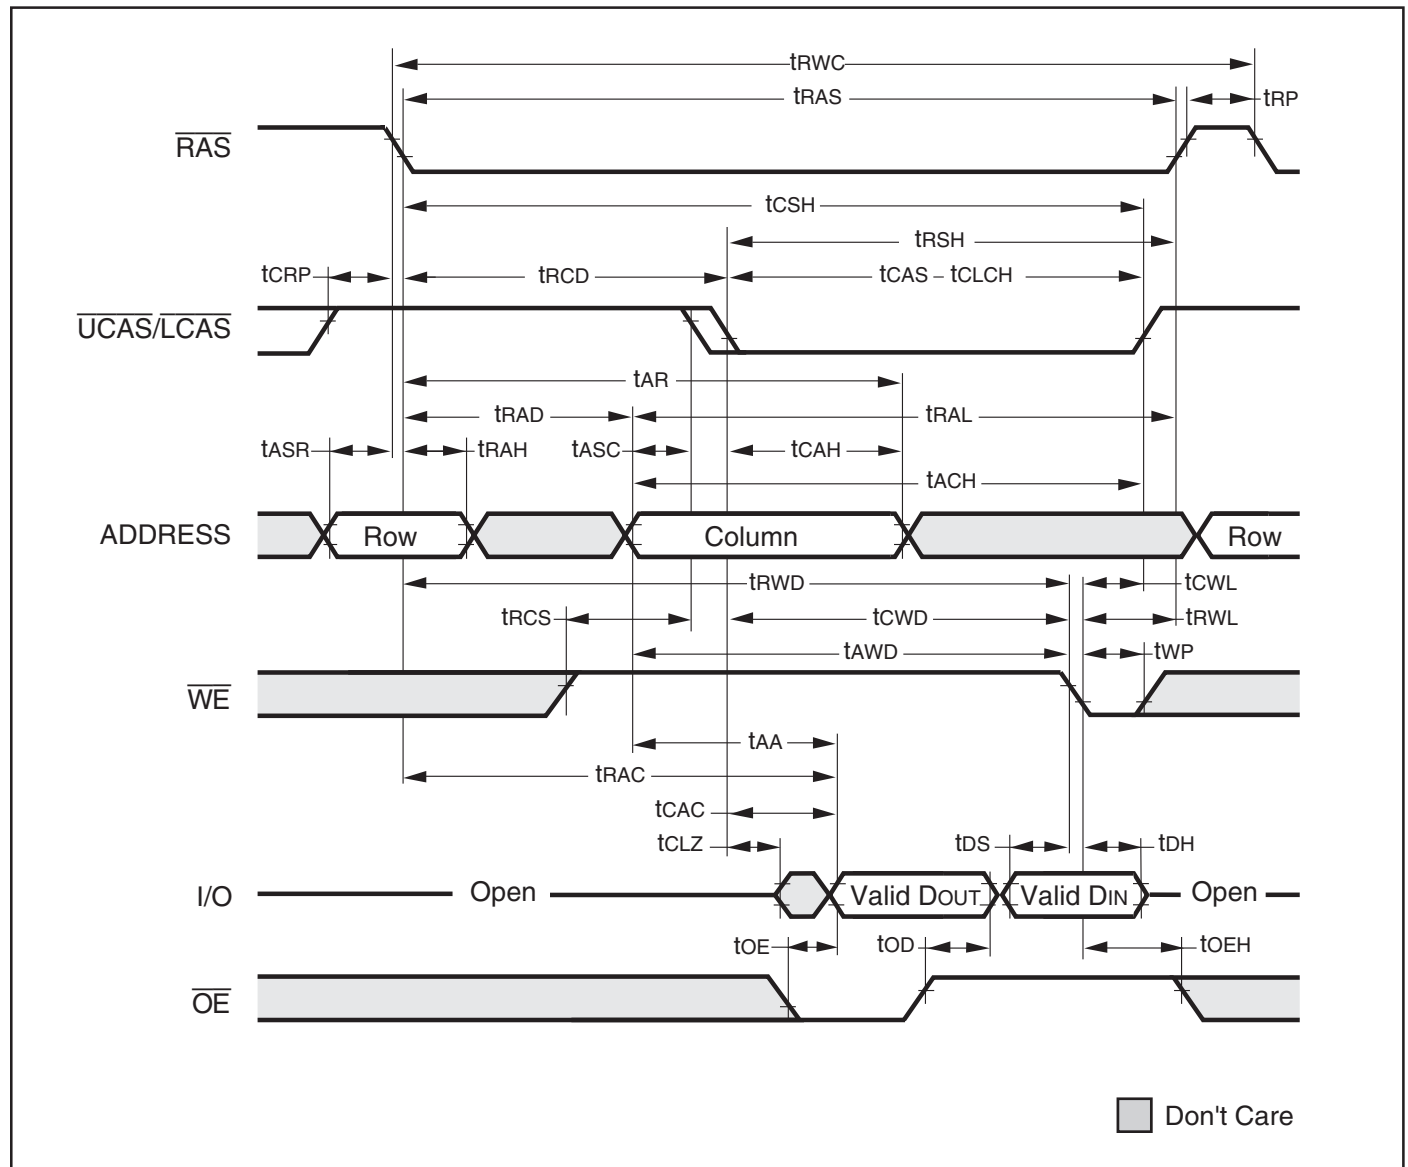 tRWC
tRAS
tRP
RAS
tCSH
tRSH
tCRP
tRCD
tCAS – tCLCH
UCAS/LCAS
tAR
tRAD
tRAL
tASR
tRAH
tASC
tCAH
tACH
ADDRESS
Row
Column
Row
tRWD
tCWL
tRCS
tCWD
tRWL
tAWD
tWP
WE
tAA
tRAC
tCAC
tCLZ
tDS
tDH
I/O
Open
Valid DOUT
Valid DIN
Open
tOE
tOD
tOEH
OE
Don't Care